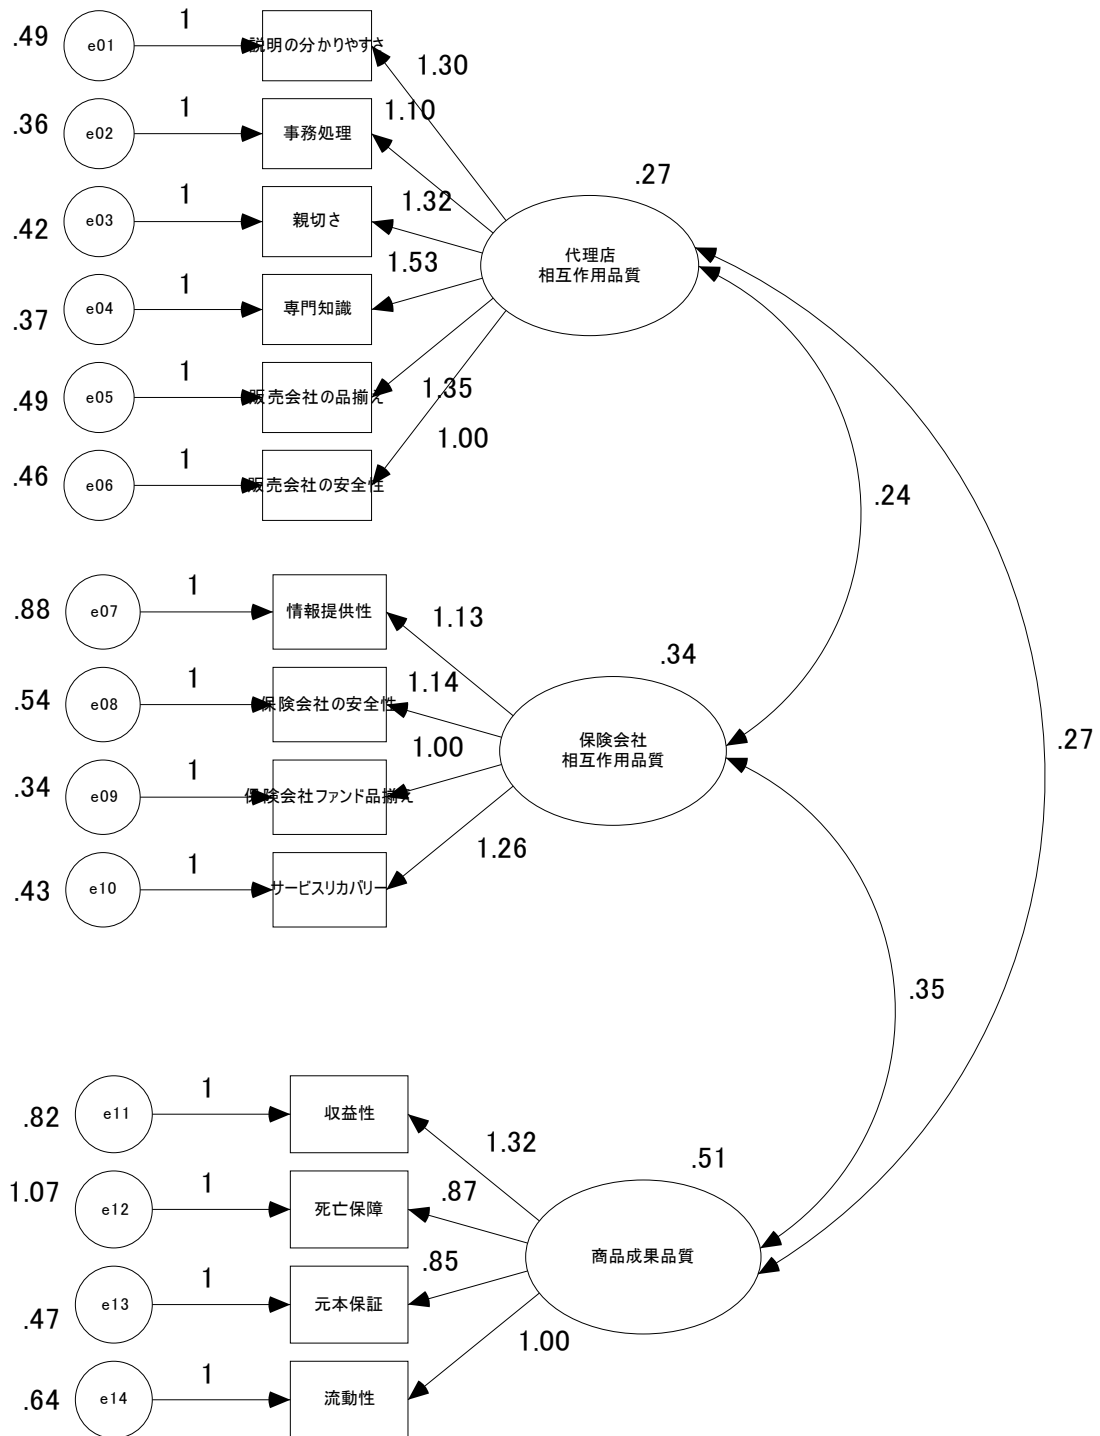 .49
e01
1
説明の分かりやすさ
1.30
.36
e02
1
事務処理
1.10
.42
e03
1
親切さ
1.32
.37
e04
1
専門知識
1.53
.49
e05
1
販売会社の品揃え
1.35
.46
e06
1
販売会社の安全性
1.00
.27
代理店
相互作用品質
.24
.88
e07
1
情報提供性
1.13
.54
e08
1
保険会社の安全性
1.14
.34
e09
1
保険会社ファンド品揃え
1.00
.43
e10
1
サービスリカバリー
1.26
.34
保険会社
相互作用品質
.27
.35
.82
e11
1
収益性
1.32
1.07
e12
1
死亡保障
.87
.47
e13
1
元本保証
.85
.64
e14
1
流動性
1.00
.51
商品成果品質